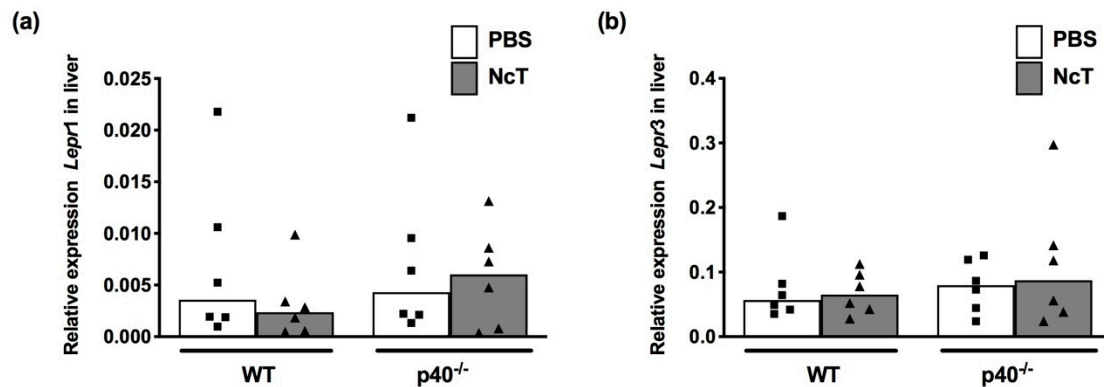 (a)
PBS
NcT
Relative expression Lepr1 in liver
0.025
0.020
0.015
0.010
0.005
0.000
WT
p40-/-
(b)
PBS
NcT
Relative expression Lepr3 in liver
0.4
0.3
0.2
0.1
0.0
WT
p40-/-